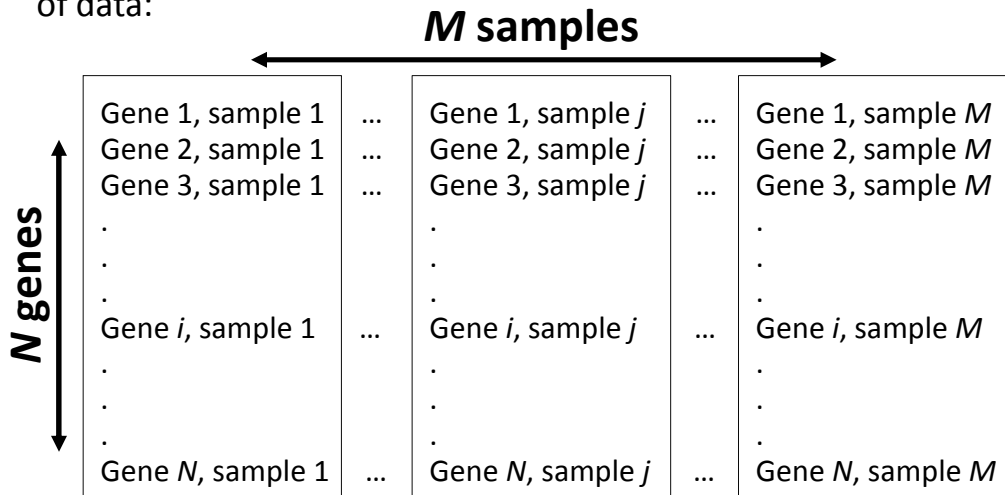 of data:
M samples
Gene 1, sample 1 ... Gene 1, sample j ... Gene 1, sample M
Gene 2, sample 1 ... Gene 2, sample j ... Gene 2, sample M
Gene 3, sample 1 ... Gene 3, sample j ... Gene 3, sample M
. . .
. . .
. . .
N genes
Gene i, sample 1 ... Gene i, sample j ... Gene i, sample M
. . .
. . .
. . .
Gene N, sample 1 ... Gene N, sample j ... Gene N, sample M